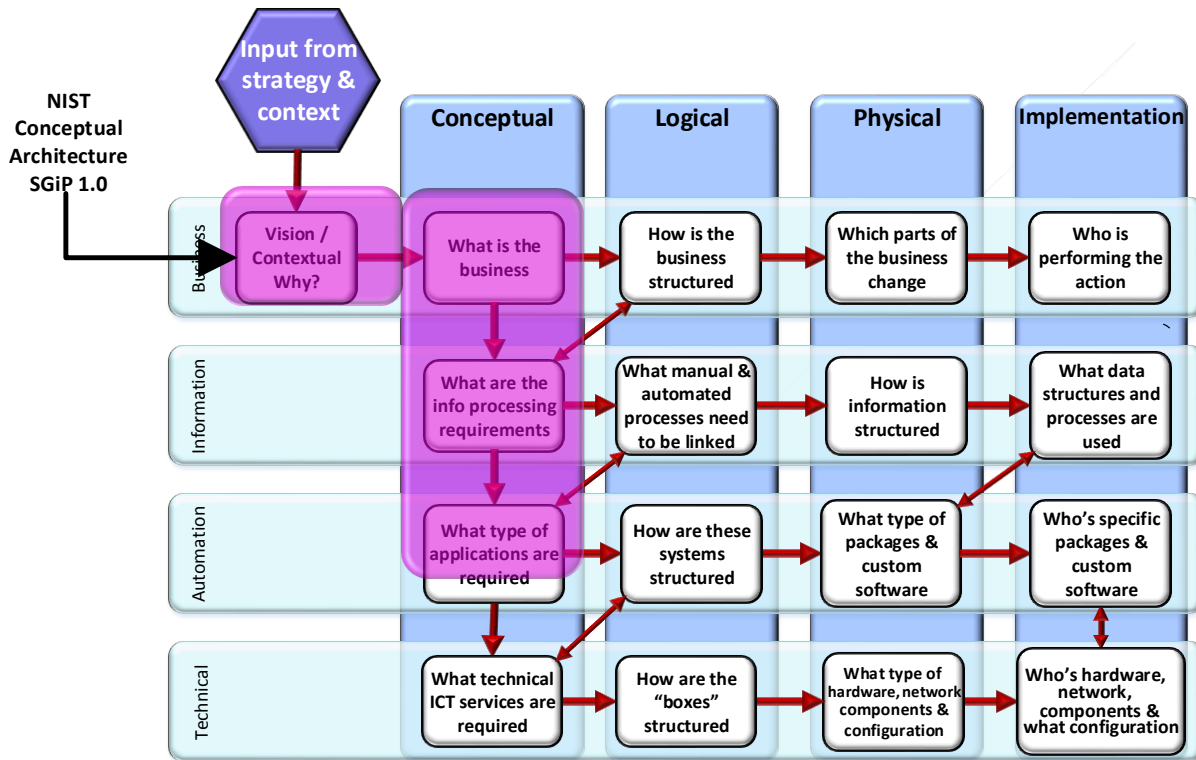 Input from
strategy &
context
NIST
Conceptual
Architecture
SGiP 1.0
Conceptual
Logical
Physical
Implementation
Business
Vision /
Contextual
Why?
What is the
business
How is the
business
structured
Which parts of
the business
change
Who is
performing the
action
Information
What are the
info processing
requirements
What manual &
automated
processes need
to be linked
How is
information
structured
What data
structures and
processes are
used
Automation
What type of
applications are
required
How are these
systems
structured
What type of
packages &
custom
software
Who's specific
packages &
custom
software
Technical
What technical
ICT services are
required
How are the
“boxes”
structured
What type of
hardware, network
components &
configuration
Who's hardware,
network,
components &
what configuration